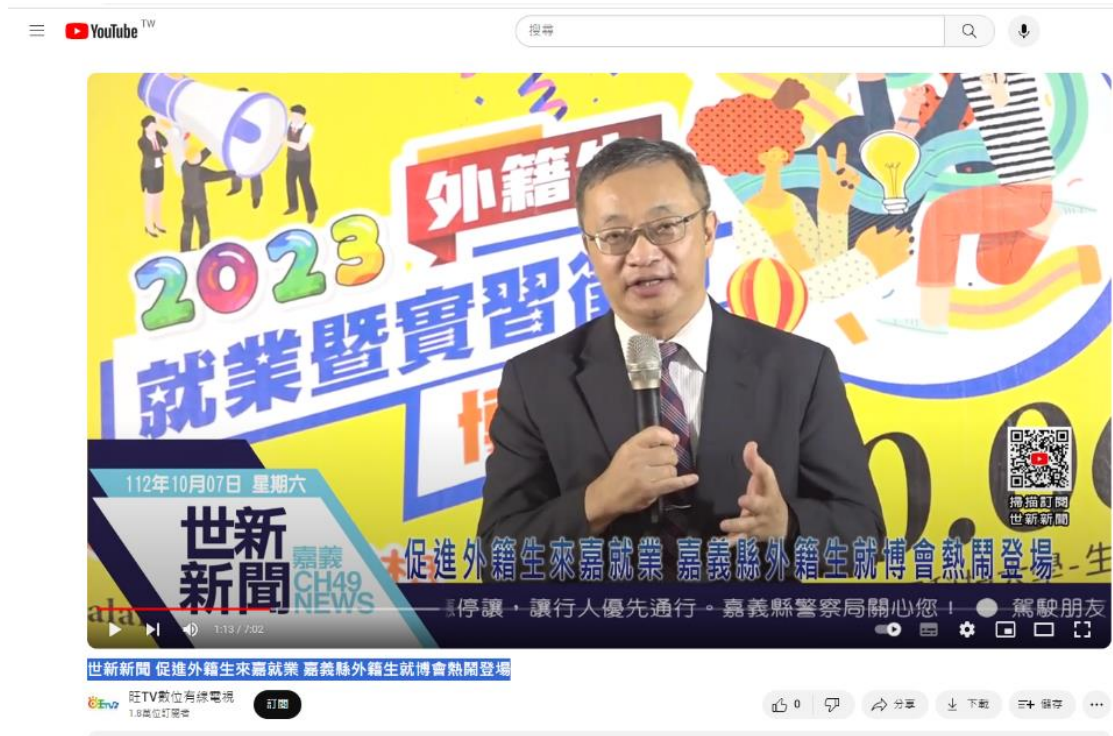 YouTube TW
搜尋
2023
外籍生
就業暨實習
112年10月07日 星期六
世新
新聞
嘉義
CH49
NEWS
掃描訂閱
世新新聞
促進外籍生來嘉就業 嘉義縣外籍生就博會熱鬧登場
停讓，讓行人優先通行。嘉義縣警察局關心您！ ● 駕駛朋友
1:13 / 7:02
世新新聞 促進外籍生來嘉就業 嘉義縣外籍生就博會熱鬧登場
旺TV數位有線電視
1.8萬位訂閱者
訂閱
0
分享
下載
儲存